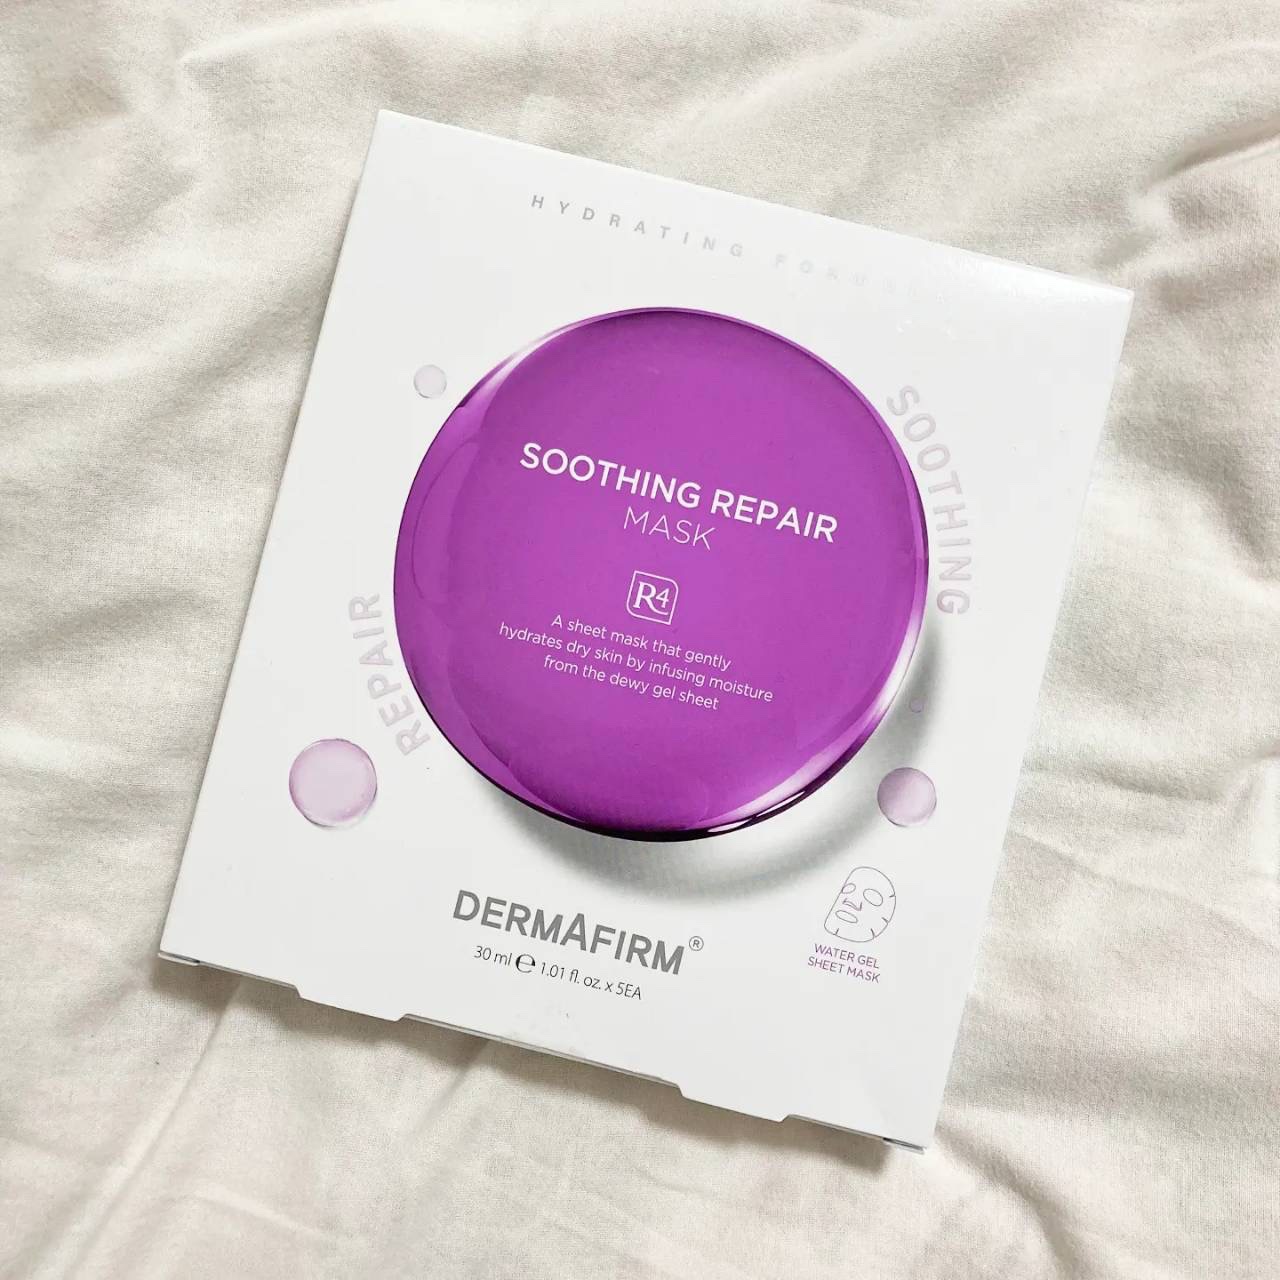 HYDRATING FORMULA
SOOTHING
SOOTHING REPAIR
MASK
R4
A sheet mask that gently
hydrates dry skin by infusing moisture
from the dewy gel sheet
REPAIR
DERMAFIRM®
30 ml ℮ 1.01 fl. oz. x 5EA
WATER GEL
SHEET MASK